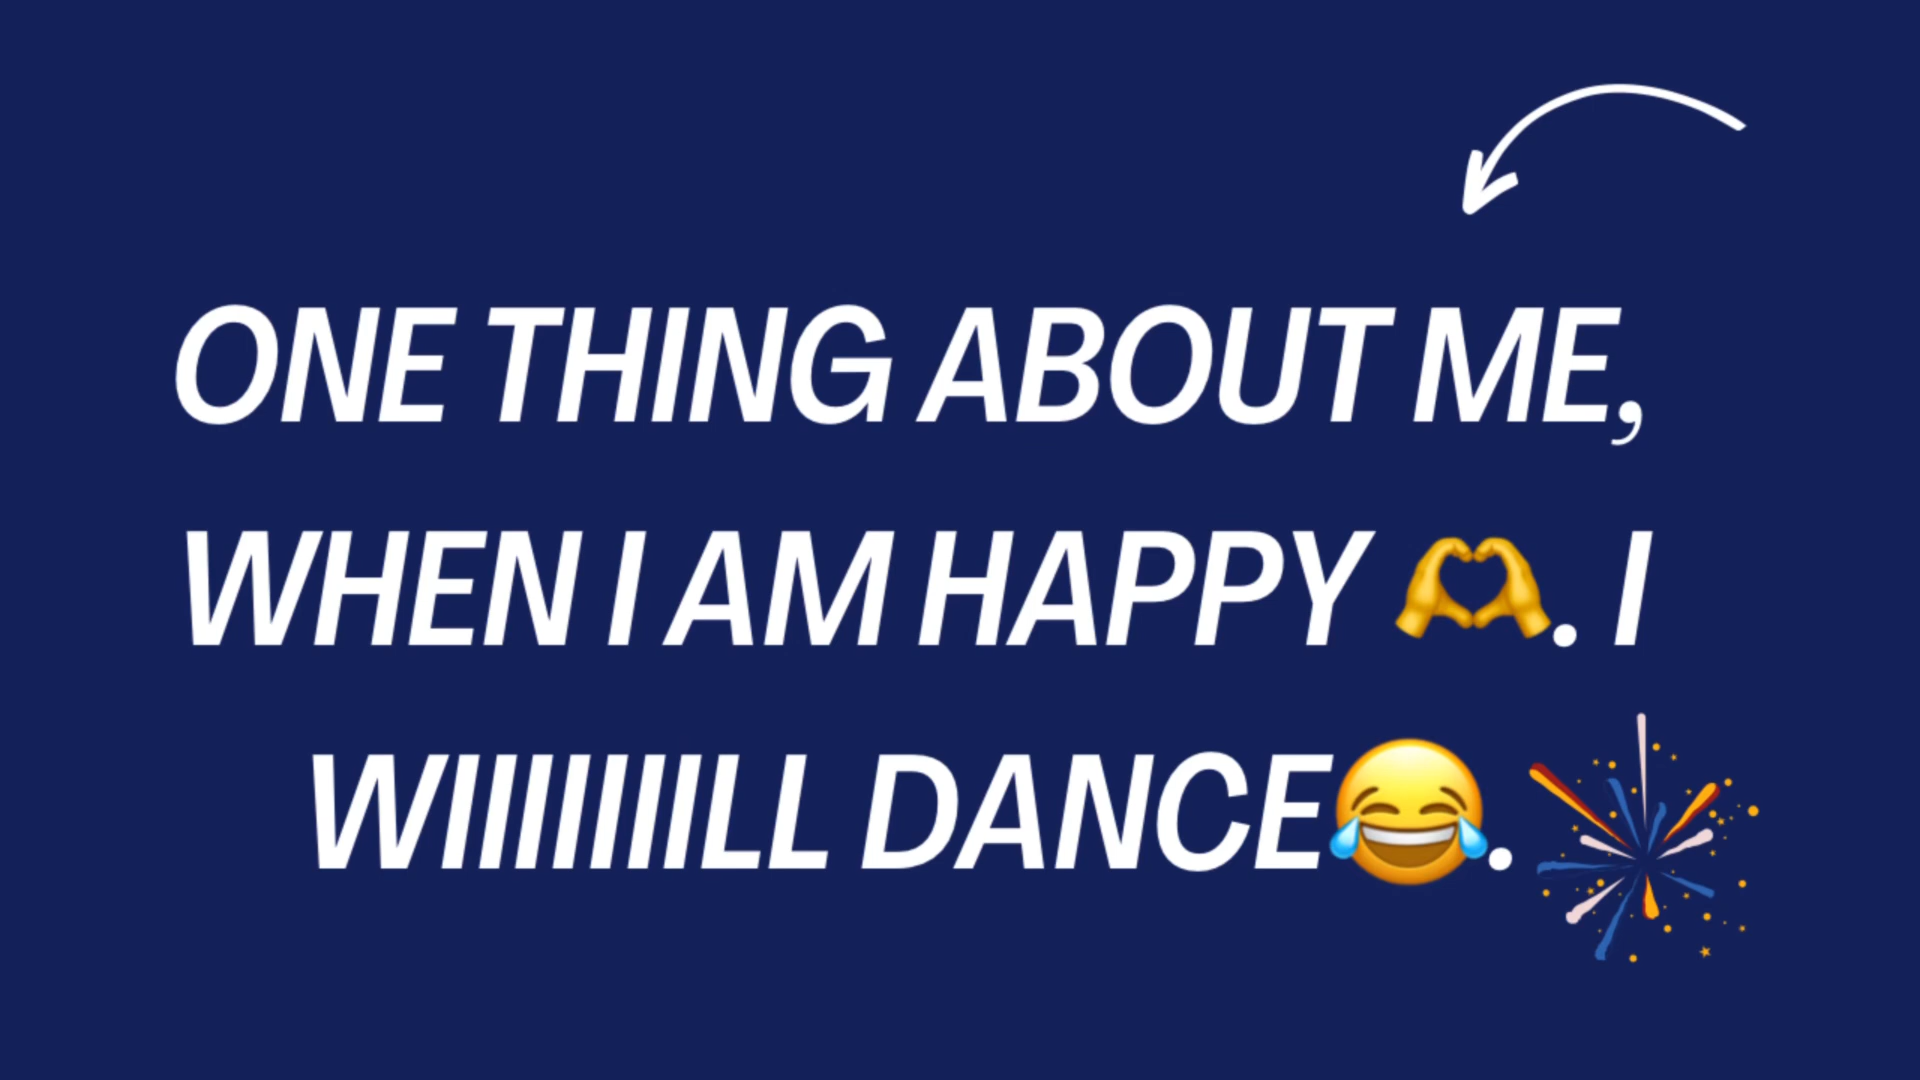 ONE THING ABOUT ME,
WHEN I AM HAPPY 🫶. I
WIIIIIIILL DANCE😂.